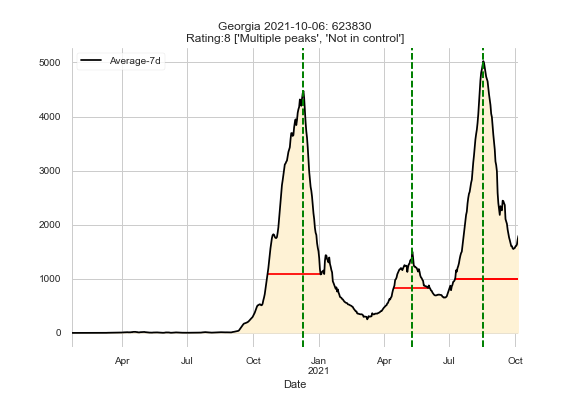 Georgia 2021-10-06: 623830
Rating:8 ['Multiple peaks', 'Not in control']
Average-7d
5000
4000
3000
2000
1000
0
Apr
Jul
Oct
Jan
2021
Apr
Jul
Oct
Date